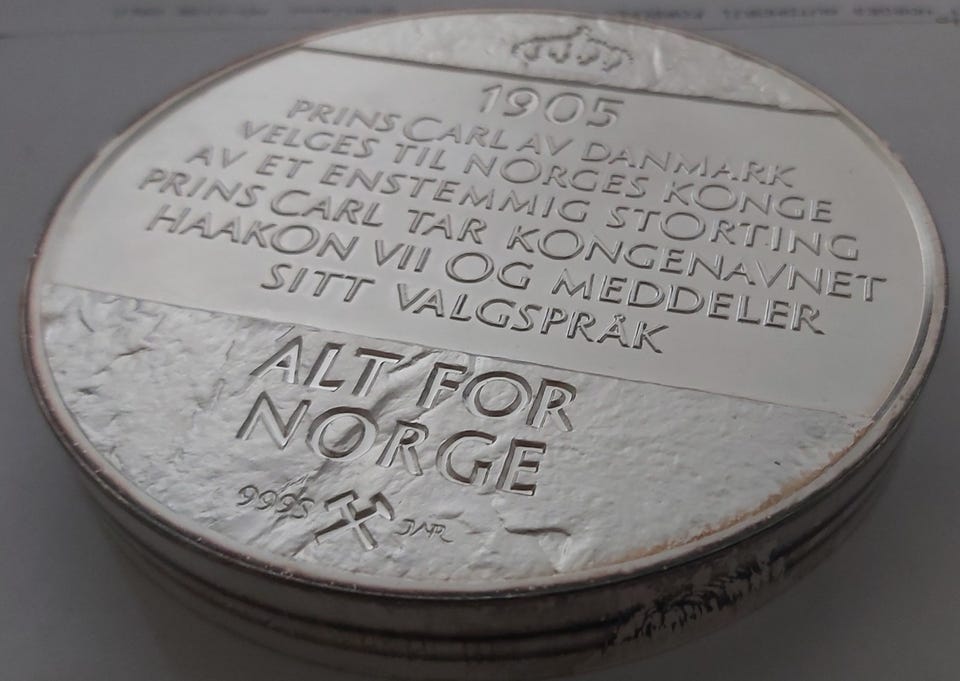 1905
PRINS CARL AV DANMARK
VELGES TIL NORGES KONGE
AV ET ENSTEMMIG STORTING
PRINS CARL TAR KONGENAVNET
HAAKON VII OG MEDDELER
SITT VALGSPRÅK
ALT FOR
NORGE
999S